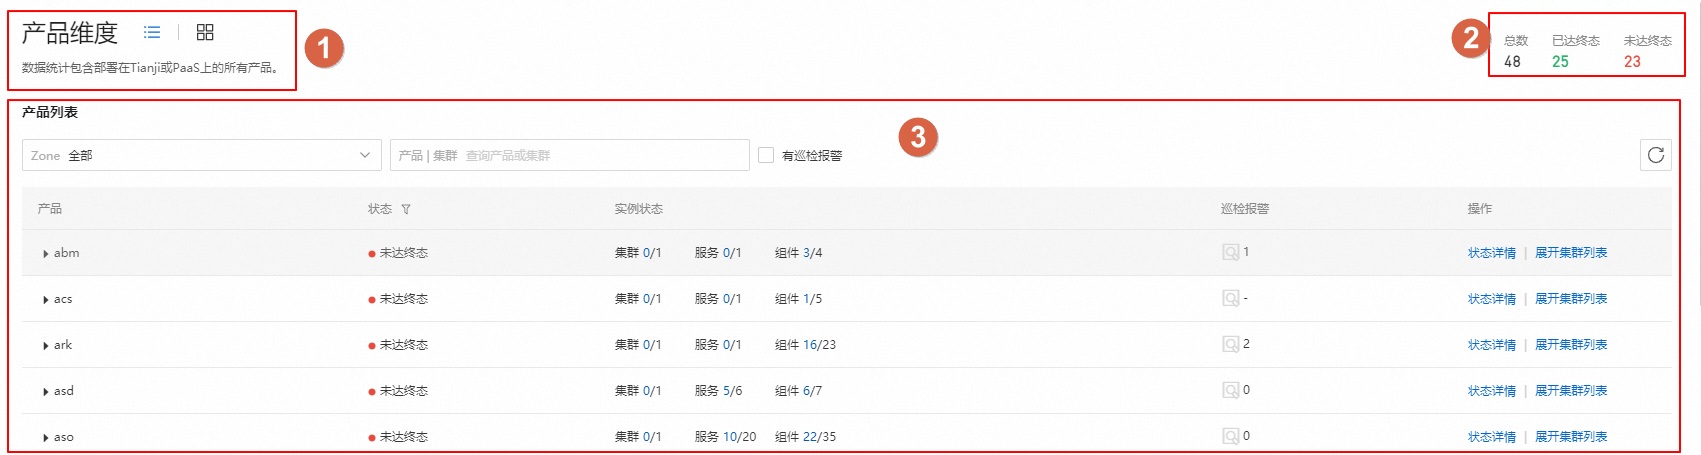 产品维度
数据统计包含部署在Tianji或PaaS上的所有产品。
1
2
总数 已达终态 未达终态
48 25 23
产品列表
3
Zone 全部 产品 | 集群 查询产品或集群 有巡检报警
产品 状态 实例状态 巡检报警 操作
abm 未达终态 集群 0/1 服务 0/1 组件 3/4 1 状态详情 | 展开集群列表
acs 未达终态 集群 0/1 服务 0/1 组件 1/5 - 状态详情 | 展开集群列表
ark 未达终态 集群 0/1 服务 0/1 组件 16/23 2 状态详情 | 展开集群列表
asd 未达终态 集群 0/1 服务 5/6 组件 6/7 0 状态详情 | 展开集群列表
aso 未达终态 集群 0/1 服务 10/20 组件 22/35 0 状态详情 | 展开集群列表